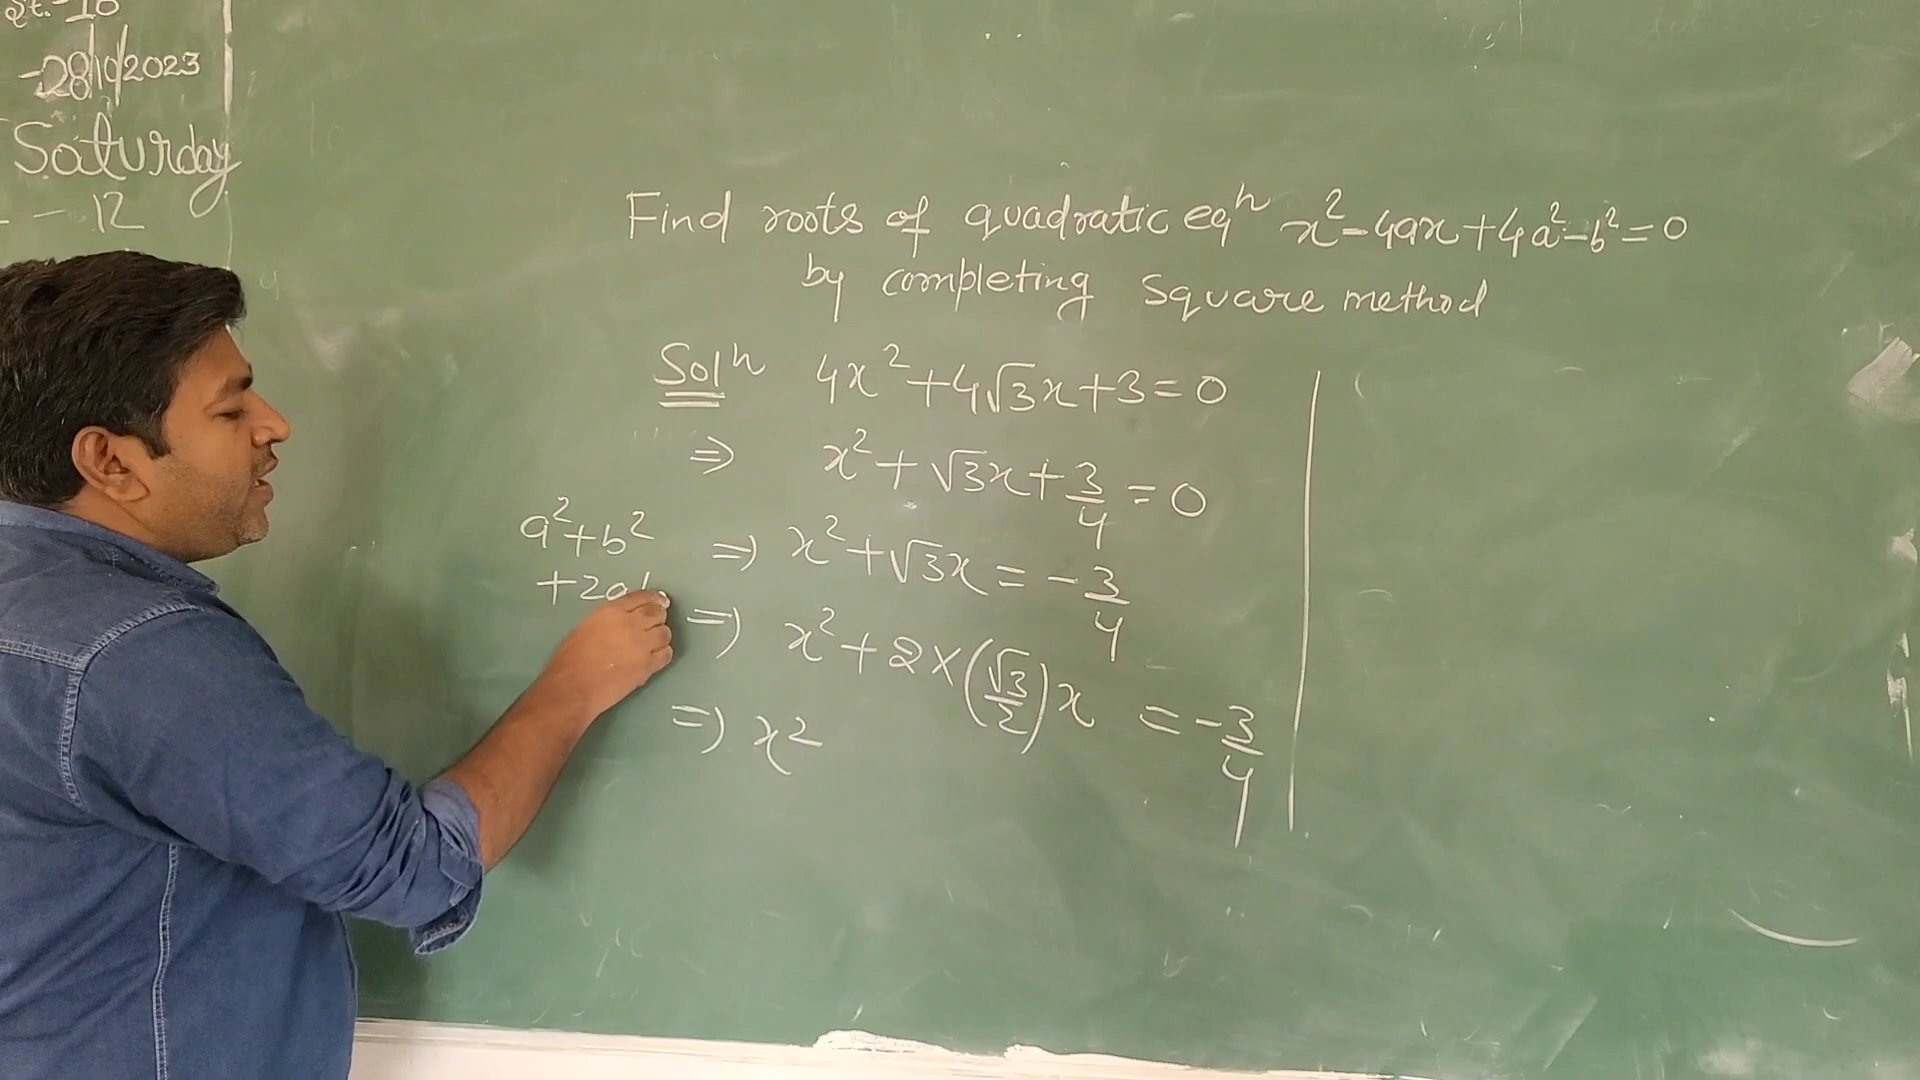 -28/10/2023
Saturday
12
Find roots of quadratic eqⁿ x²-4ax+4a²-b²=0
by completing square method
Solⁿ 4x²+4√3x+3=0
⇒ x²+√3x+3/4=0
a²+b²
+2a
⇒ x²+√3x=-3/4
⇒ x²+2×(√3/2)x = -3/4
⇒ x²